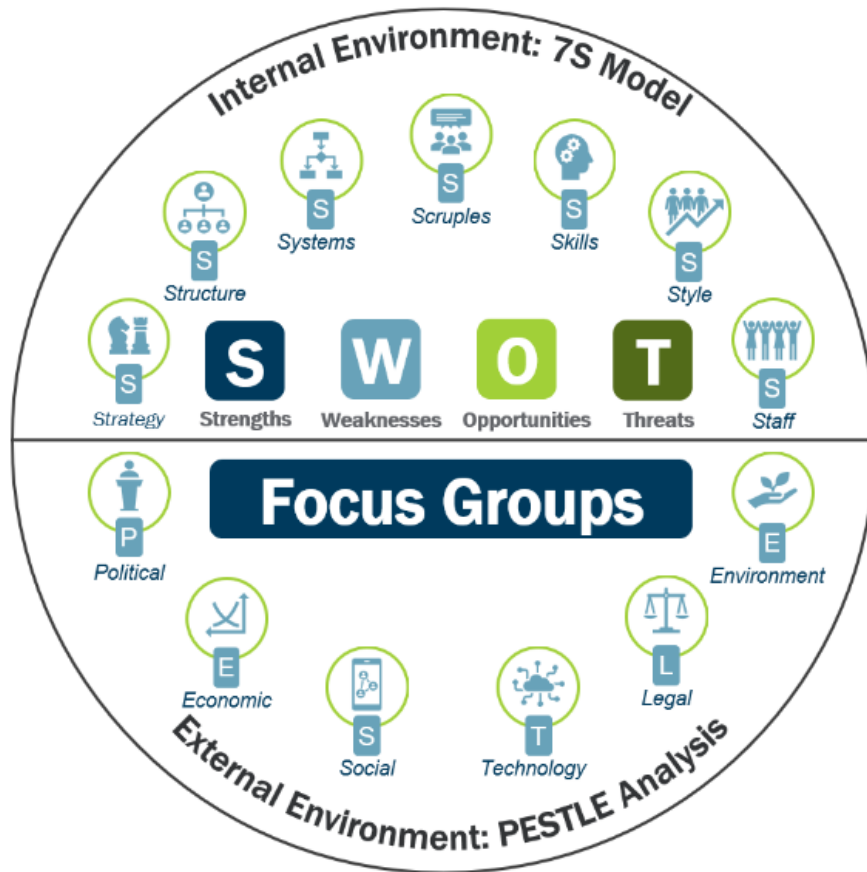 Internal Environment: 7S Model
S
Scruples
S
Systems
S
Skills
S
Structure
S
Style
S
Strategy
S
Strengths
W
Weaknesses
O
Opportunities
T
Threats
S
Staff
Focus Groups
P
Political
E
Environment
E
Economic
L
Legal
S
Social
T
Technology
External Environment: PESTLE Analysis